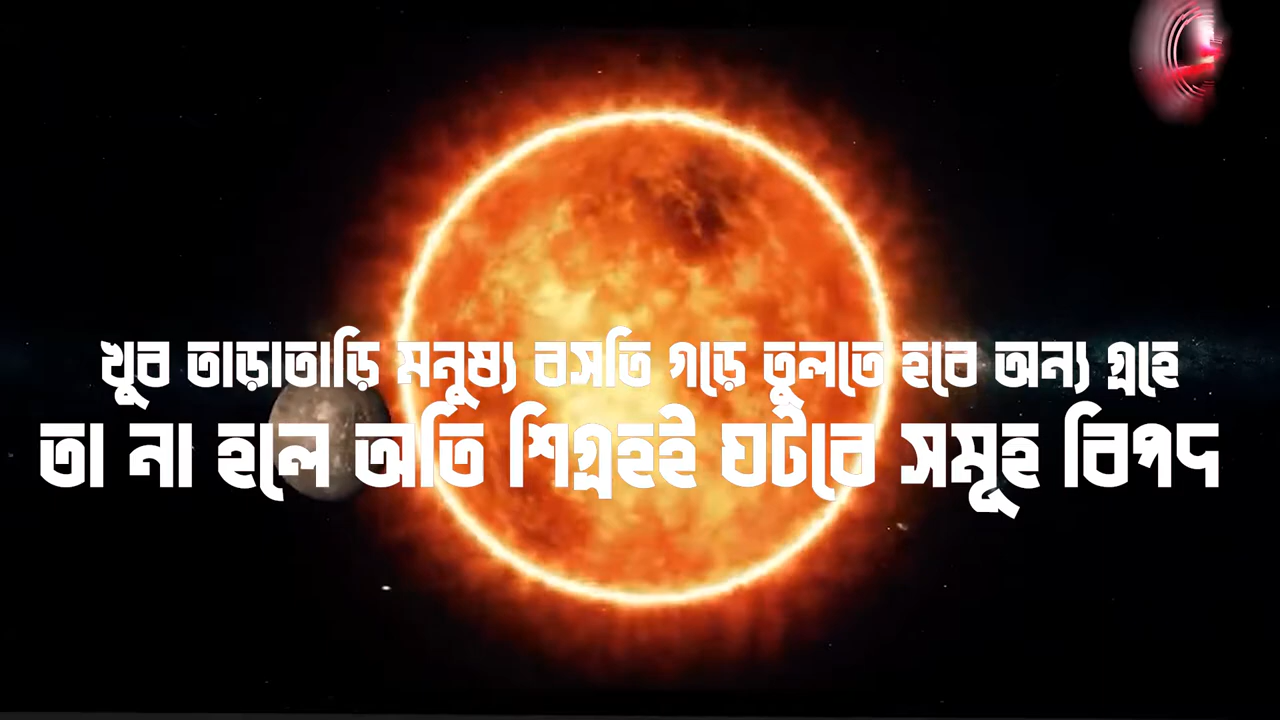 খুব তাড়াতাড়ি মনুষ্য বসতি গড়ে তুলতে হবে অন্য গ্রহে
তা না হলে অতি শিগ্রহই ঘটবে সমূহ বিপদ